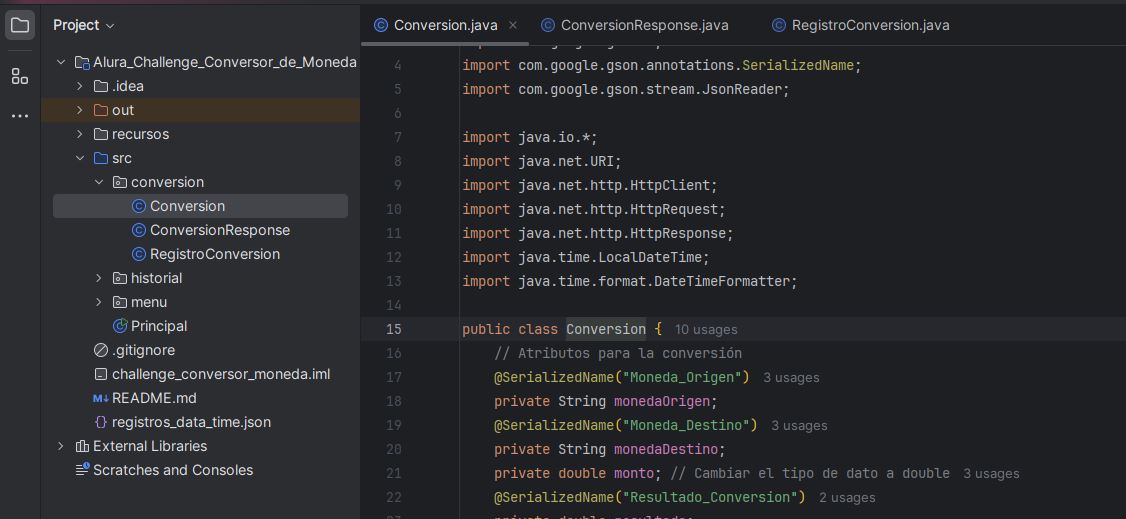 Project
Alura_Challenge_Conversor_de_Moneda
.idea
out
recursos
src
conversion
Conversion
ConversionResponse
RegistroConversion
historial
menu
Principal
.gitignore
challenge_conversor_moneda.iml
README.md
registros_data_time.json
External Libraries
Scratches and Consoles
Conversion.java
ConversionResponse.java
RegistroConversion.java
4 import com.google.gson.annotations.SerializedName;
5 import com.google.gson.stream.JsonReader;
6
7 import java.io.*;
8 import java.net.URI;
9 import java.net.http.HttpClient;
10 import java.net.http.HttpRequest;
11 import java.net.http.HttpResponse;
12 import java.time.LocalDateTime;
13 import java.time.format.DateTimeFormatter;
14
15 public class Conversion { 10 usages
16 // Atributos para la conversión
17 @SerializedName("Moneda_Origen") 3 usages
18 private String monedaOrigen;
19 @SerializedName("Moneda_Destino") 3 usages
20 private String monedaDestino;
21 private double monto; // Cambiar el tipo de dato a double 3 usages
22 @SerializedName("Resultado_Conversion") 2 usages